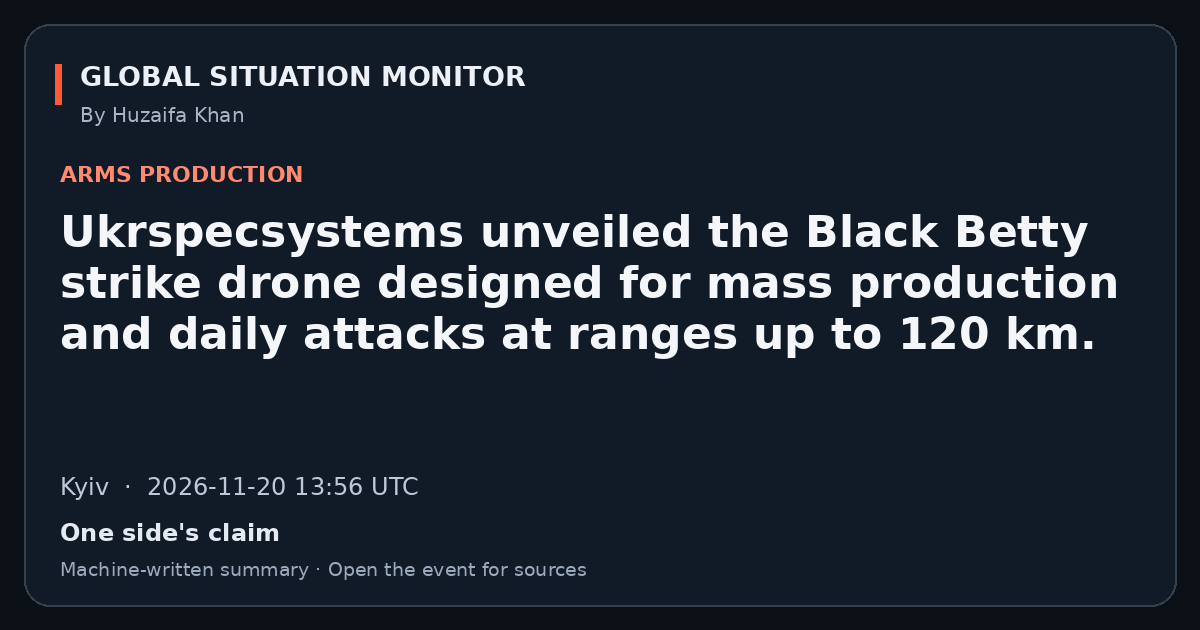 GLOBAL SITUATION MONITOR
By Huzaifa Khan
ARMS PRODUCTION
Ukrspecsystems unveiled the Black Betty
strike drone designed for mass production
and daily attacks at ranges up to 120 km.
Kyiv · 2026-11-20 13:56 UTC
One side's claim
Machine-written summary · Open the event for sources